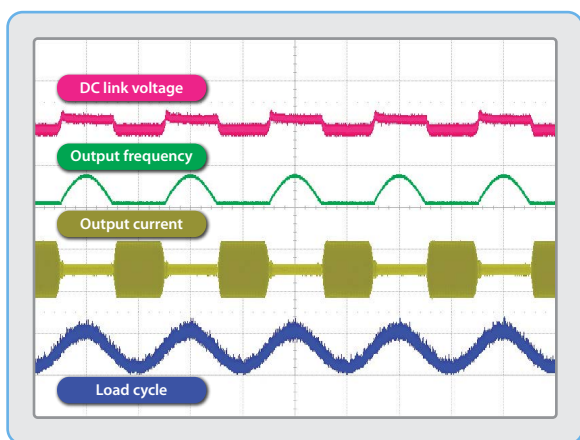 DC link voltage
Output frequency
Output current
Load cycle